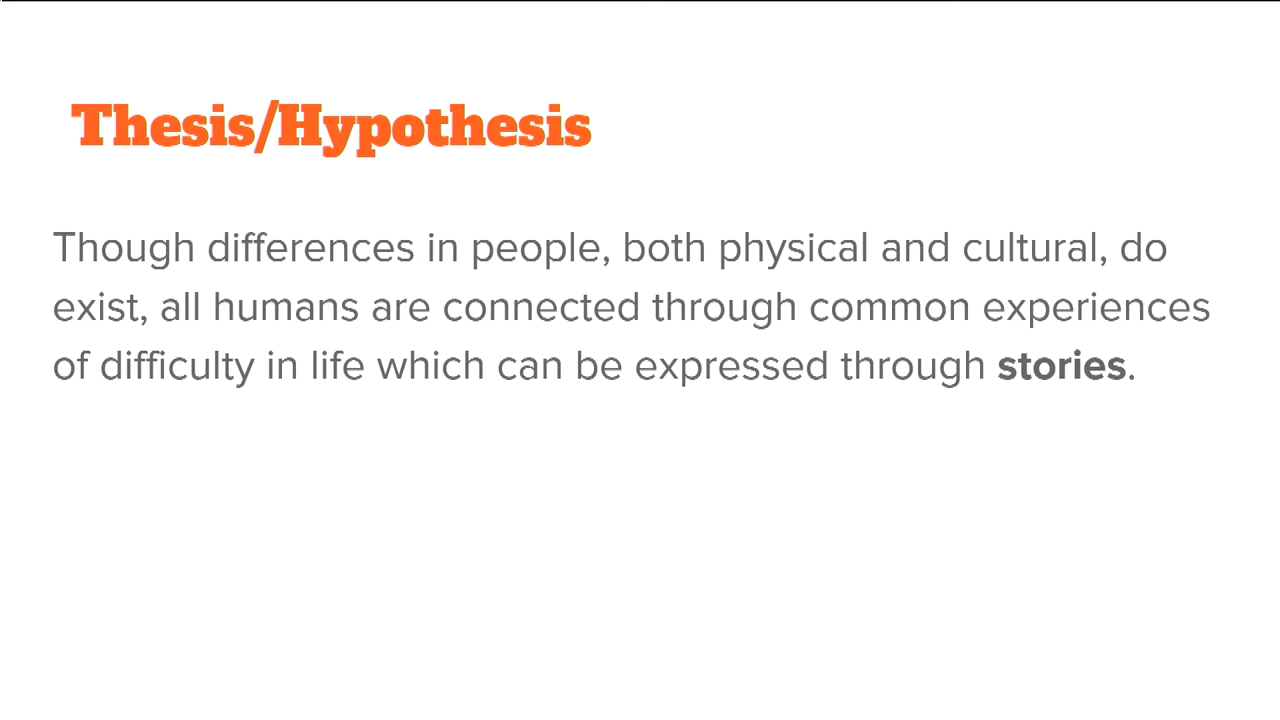 Thesis/Hypothesis
Though differences in people, both physical and cultural, do
exist, all humans are connected through common experiences
of difficulty in life which can be expressed through stories.